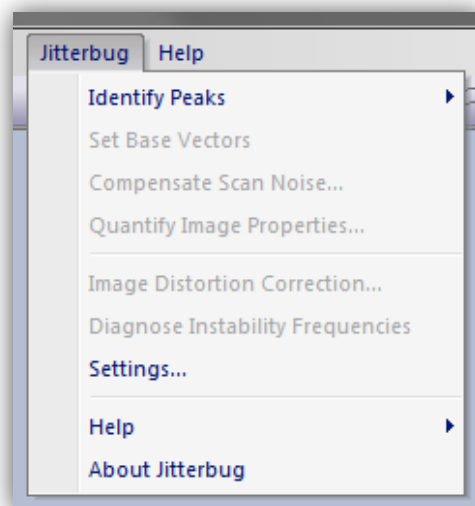 Jitterbug Help
Identify Peaks
Set Base Vectors
Compensate Scan Noise...
Quantify Image Properties...
Image Distortion Correction...
Diagnose Instability Frequencies
Settings...
Help
About Jitterbug